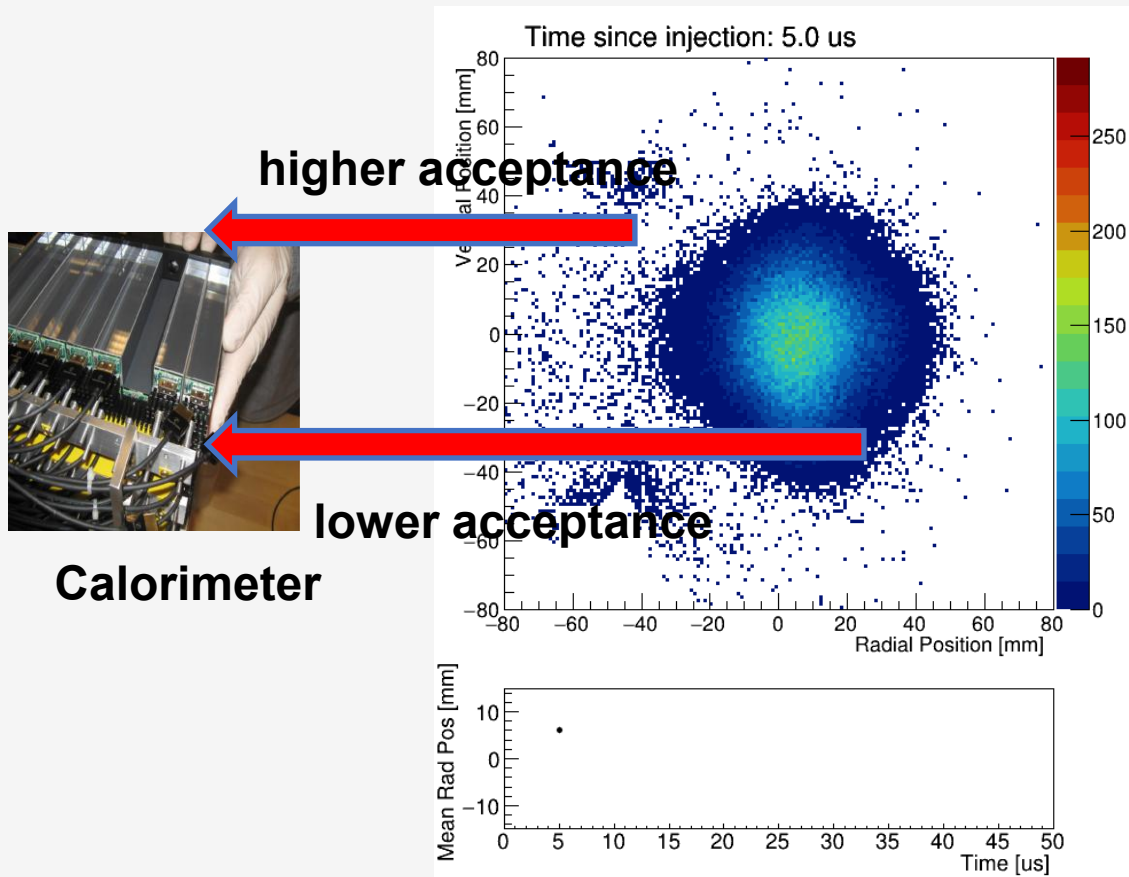 Time since injection: 5.0 us
80
60
40
20
0
−20
−40
−60
−80
Vertical Position [mm]
250
200
150
100
50
0
higher acceptance
lower acceptance
Calorimeter
−80 −60 −40 −20 0 20 40 60 80
Radial Position [mm]
Mean Rad Pos [mm]
10
0
−10
0 5 10 15 20 25 30 35 40 45 50
Time [us]